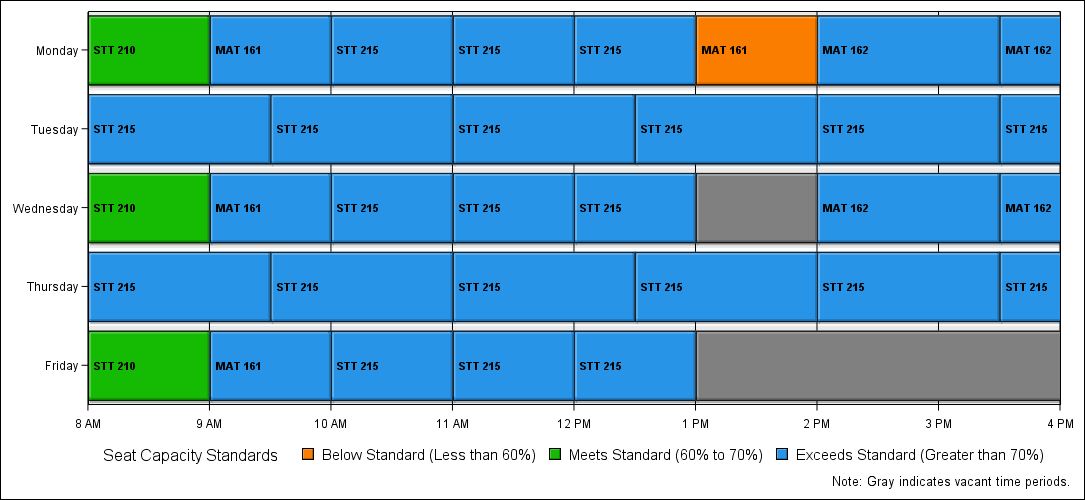 Monday STT 210 MAT 161 STT 215 STT 215 STT 215 MAT 161 MAT 162 MAT 162
Tuesday STT 215 STT 215 STT 215 STT 215 STT 215 STT 215
Wednesday STT 210 MAT 161 STT 215 STT 215 STT 215 MAT 162 MAT 162
Thursday STT 215 STT 215 STT 215 STT 215 STT 215 STT 215
Friday STT 210 MAT 161 STT 215 STT 215 STT 215
8 AM 9 AM 10 AM 11 AM 12 PM 1 PM 2 PM 3 PM 4 PM
Seat Capacity Standards Below Standard (Less than 60%) Meets Standard (60% to 70%) Exceeds Standard (Greater than 70%)
Note: Gray indicates vacant time periods.